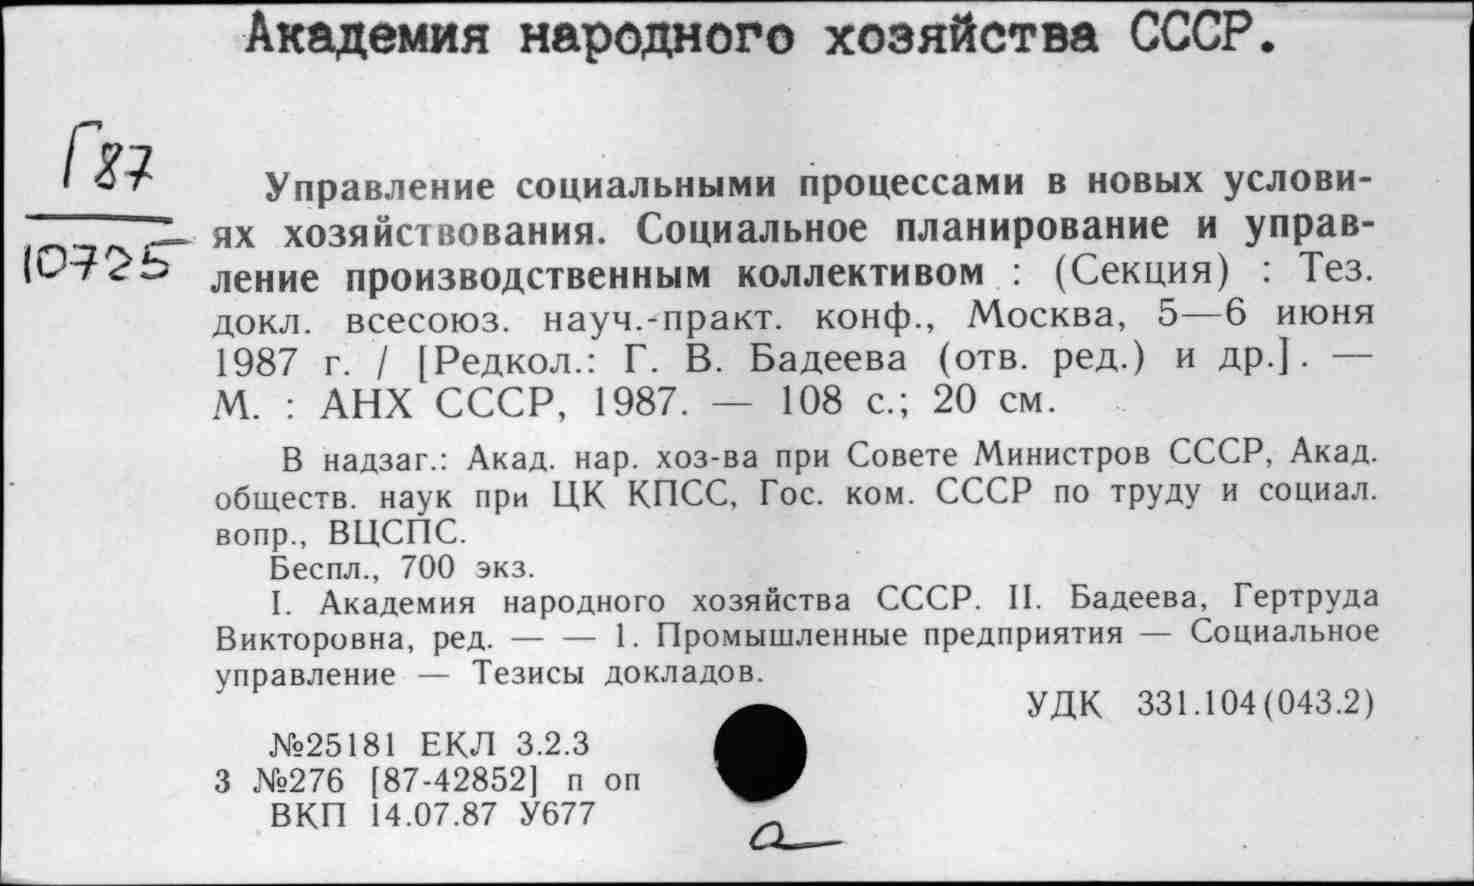 Академия народного хозяйства СССР.
Г87
10725
Управление социальными процессами в новых услови-
ях хозяйствования. Социальное планирование и управ-
ление производственным коллективом : (Секция) : Тез.
докл. всесоюз. науч.-практ. конф., Москва, 5—6 июня
1987 г. / [Редкол.: Г. В. Бадеева (отв. ред.) и др.]. —
М. : АНХ СССР, 1987. — 108 с.; 20 см.
В надзаг.: Акад. нар. хоз-ва при Совете Министров СССР, Акад.
обществ. наук при ЦК КПСС, Гос. ком. СССР по труду и социал.
вопр., ВЦСПС.
Беспл., 700 экз.
I. Академия народного хозяйства СССР. II. Бадеева, Гертруда
Викторовна, ред. — — 1. Промышленные предприятия — Социальное
управление — Тезисы докладов.
УДК 331.104(043.2)
№25181 ЕКЛ 3.2.3
3 №276 [87-42852] п оп
ВКП 14.07.87 У677
а